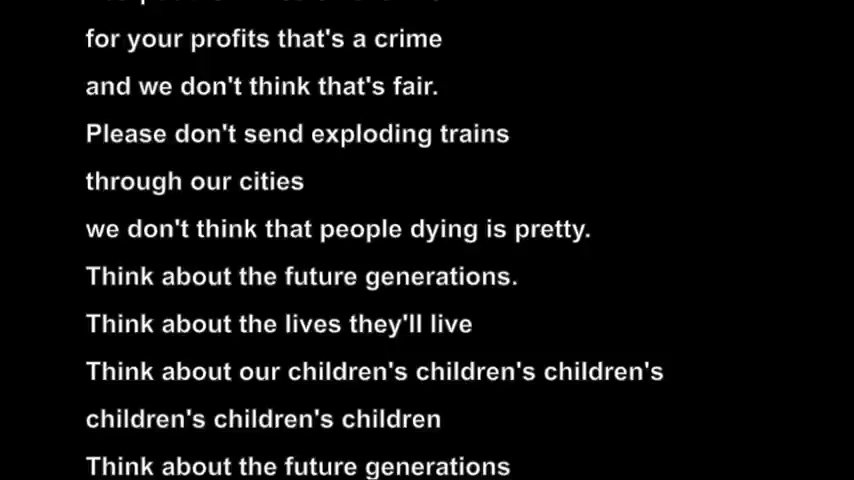 for your profits that's a crime
and we don't think that's fair.
Please don't send exploding trains
through our cities
we don't think that people dying is pretty.
Think about the future generations.
Think about the lives they'll live
Think about our children's children's children's
children's children's children
Think about the future generations